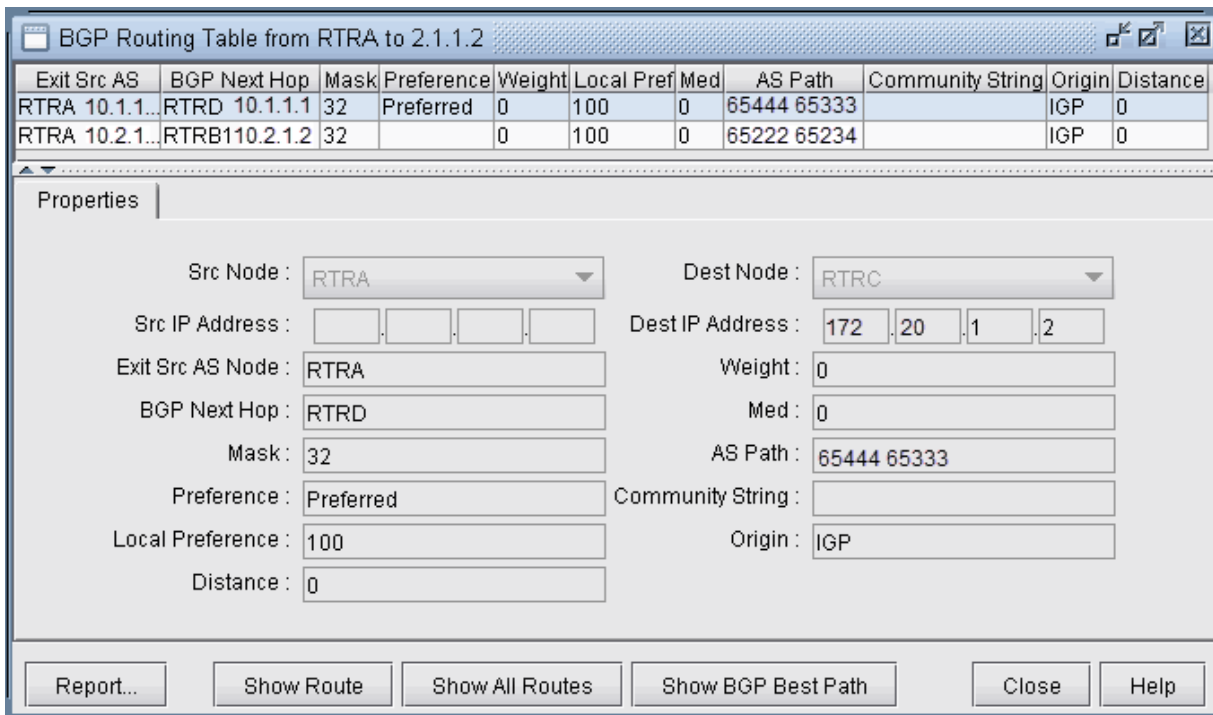 BGP Routing Table from RTRA to 2.1.1.2
Exit Src AS BGP Next Hop Mask Preference Weight Local Pref Med AS Path Community String Origin Distance
RTRA 10.1.1... RTRD 10.1.1.1 32 Preferred 0 100 0 65444 65333 IGP 0
RTRA 10.2.1... RTRB110.2.1.2 32 0 100 0 65222 65234 IGP 0
Properties
Src Node : RTRA Dest Node : RTRC
Src IP Address : . . . Dest IP Address : 172 .20 .1 .2
Exit Src AS Node : RTRA Weight : 0
BGP Next Hop : RTRD Med : 0
Mask : 32 AS Path : 65444 65333
Preference : Preferred Community String :
Local Preference : 100 Origin : IGP
Distance : 0
Report... Show Route Show All Routes Show BGP Best Path Close Help